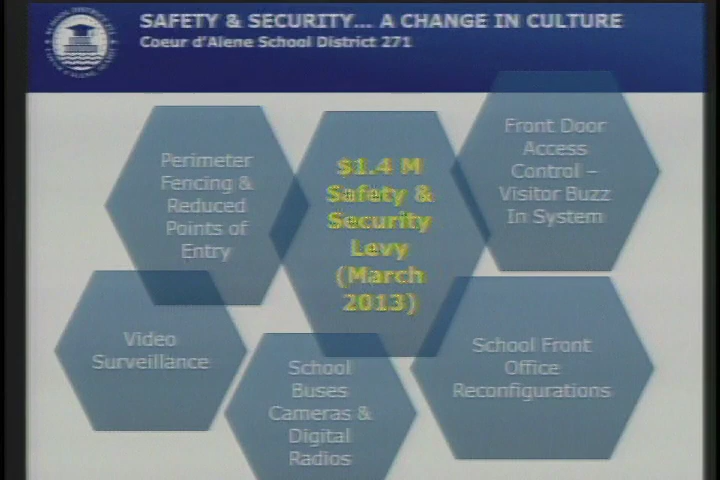 SAFETY & SECURITY... A CHANGE IN CULTURE
Coeur d'Alene School District 271
Perimeter
Fencing &
Reduced
Points of
Entry
$1.4 M
Safety &
Security
Levy
(March
2013)
Front Door
Access
Control –
Visitor Buzz
In System
Video
Surveillance
School
Buses
Cameras &
Digital
Radios
School Front
Office
Reconfigurations